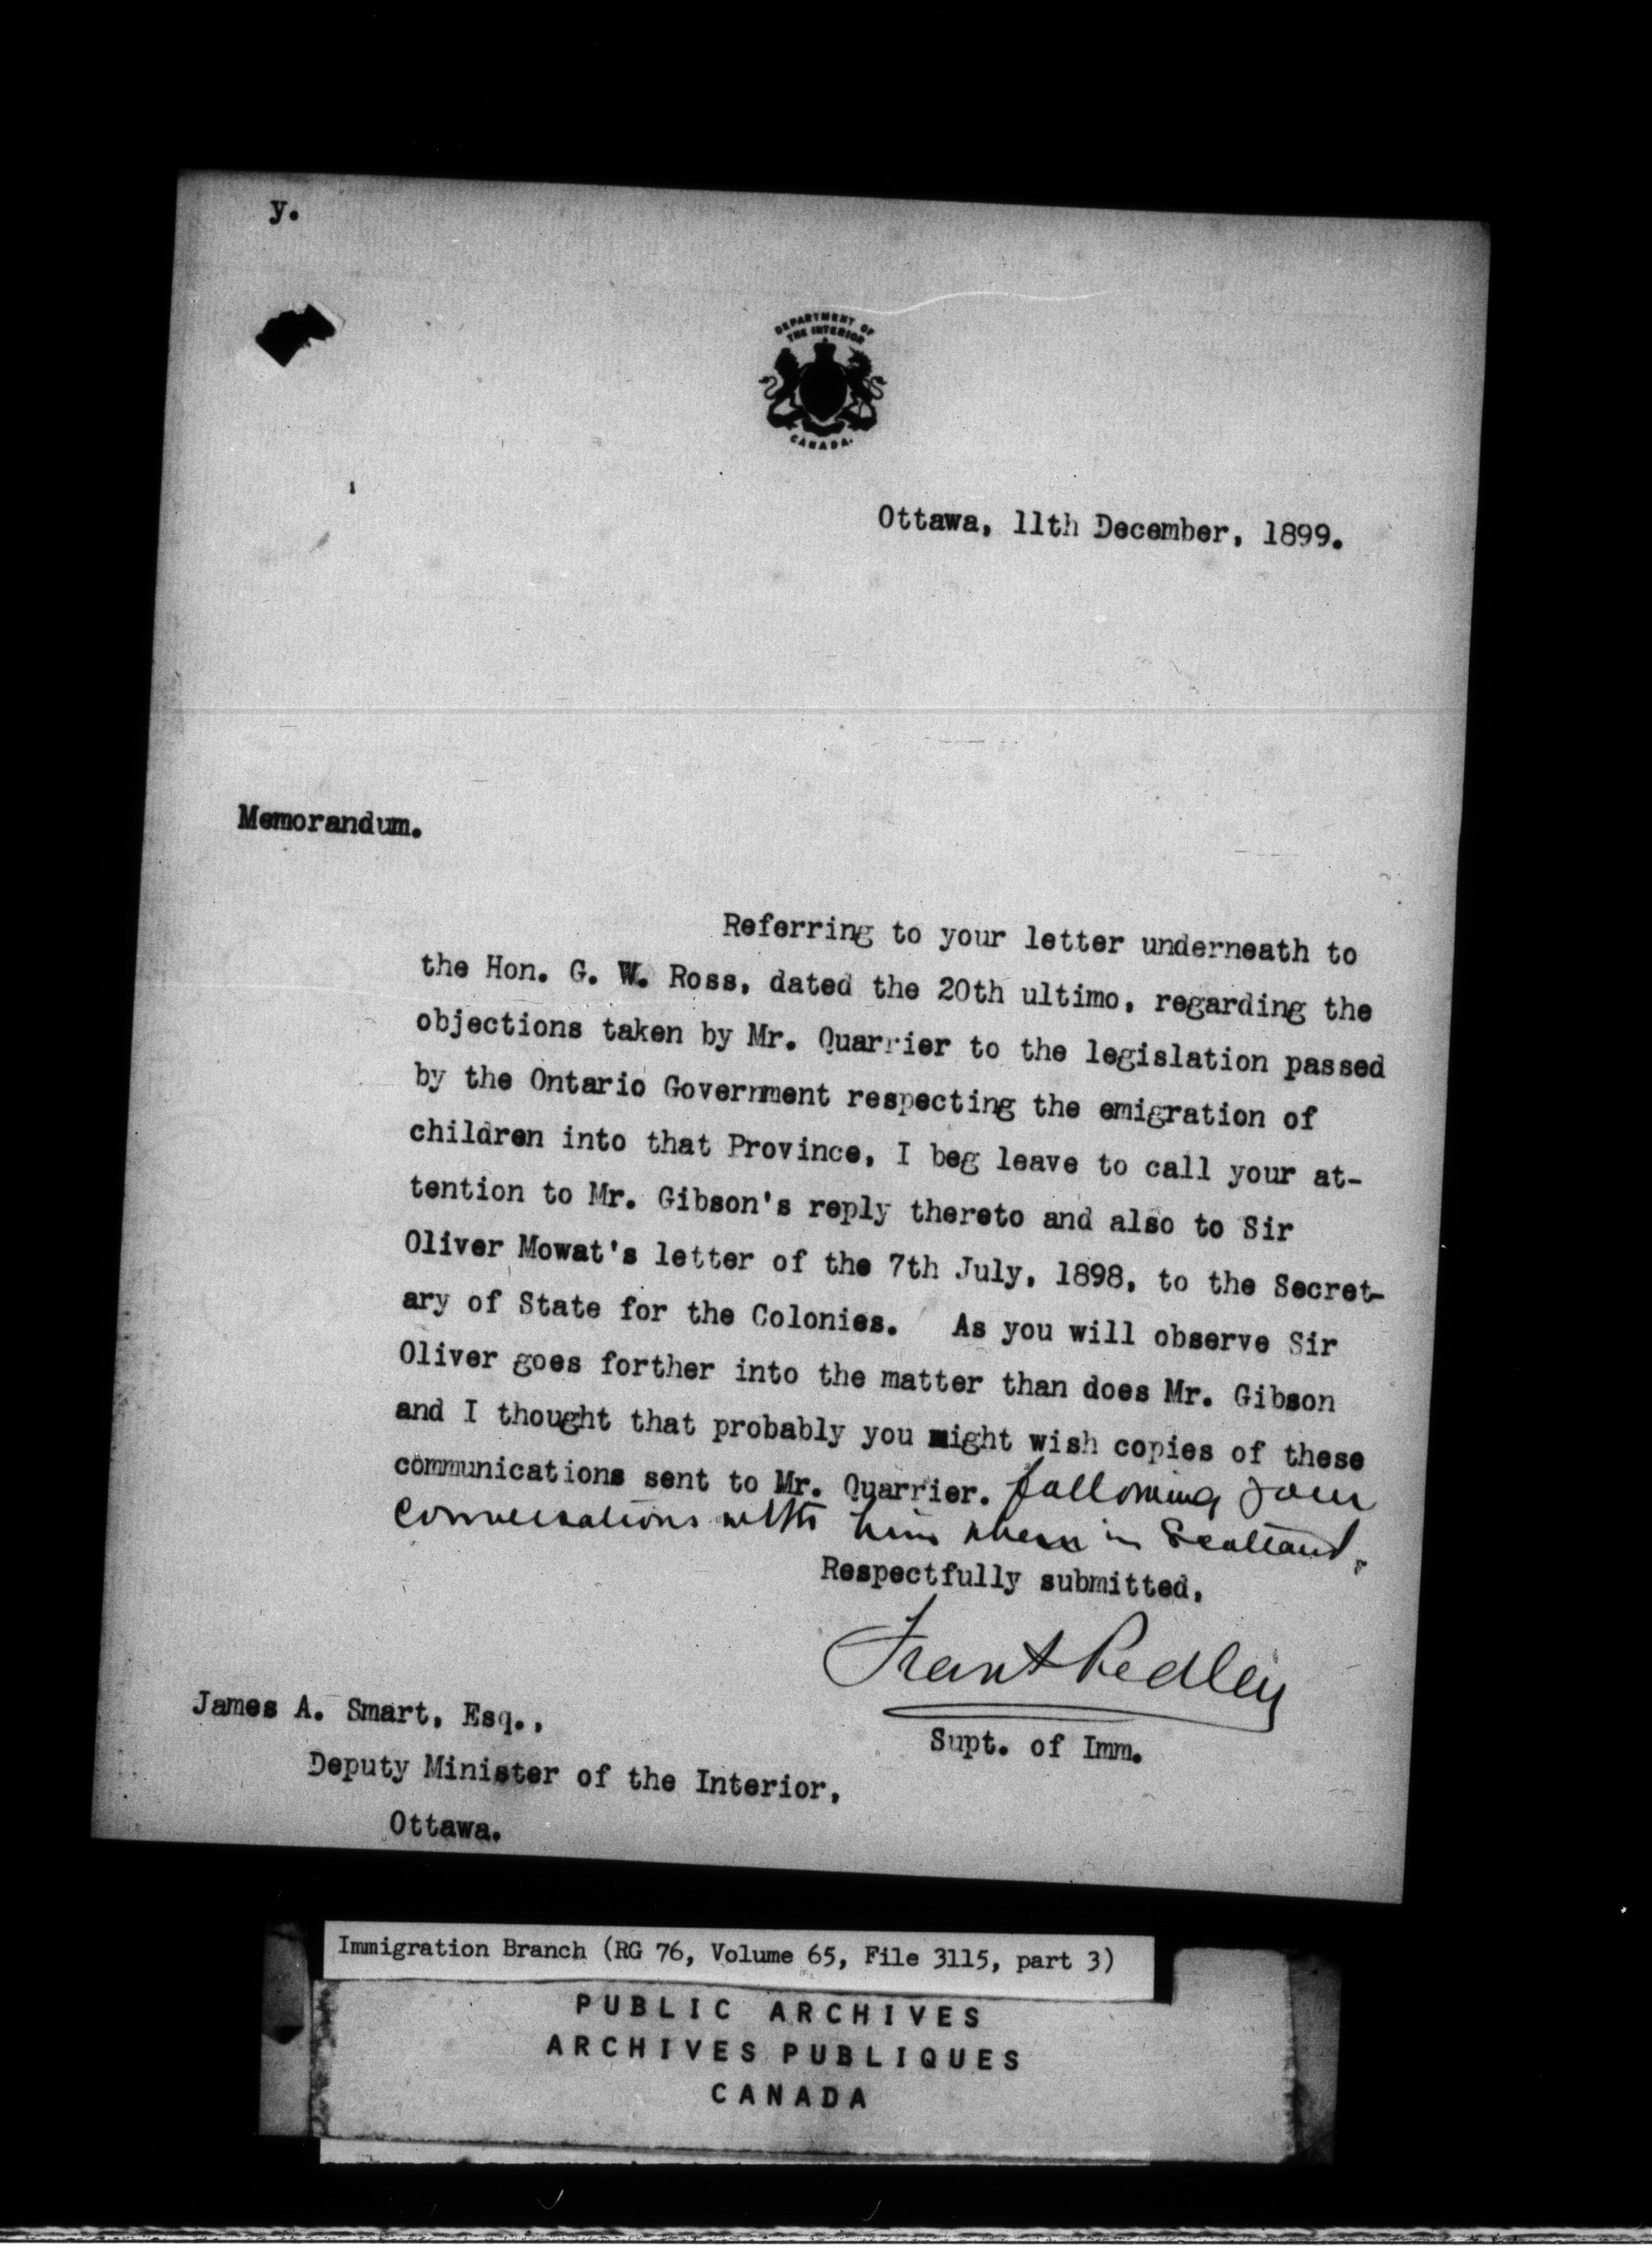 y.
DEPARTMENT OF
THE INTERIOR
CANADA.
Ottawa, 11th December, 1899.
Memorandum.
Referring to your letter underneath to
the Hon. G. W. Ross, dated the 20th ultimo, regarding the
objections taken by Mr. Quarrier to the legislation passed
by the Ontario Government respecting the emigration of
children into that Province, I beg leave to call your at-
tention to Mr. Gibson's reply thereto and also to Sir
Oliver Mowat's letter of the 7th July, 1898, to the Secret-
ary of State for the Colonies. As you will observe Sir
Oliver goes forther into the matter than does Mr. Gibson
and I thought that probably you might wish copies of these
communications sent to Mr. Quarrier. following your
conversations with him when in Scotland.
Respectfully submitted,
Frank Pedley
Supt. of Imm.
James A. Smart, Esq.,
Deputy Minister of the Interior,
Ottawa.
Immigration Branch (RG 76, Volume 65, File 3115, part 3)
PUBLIC ARCHIVES
ARCHIVES PUBLIQUES
CANADA